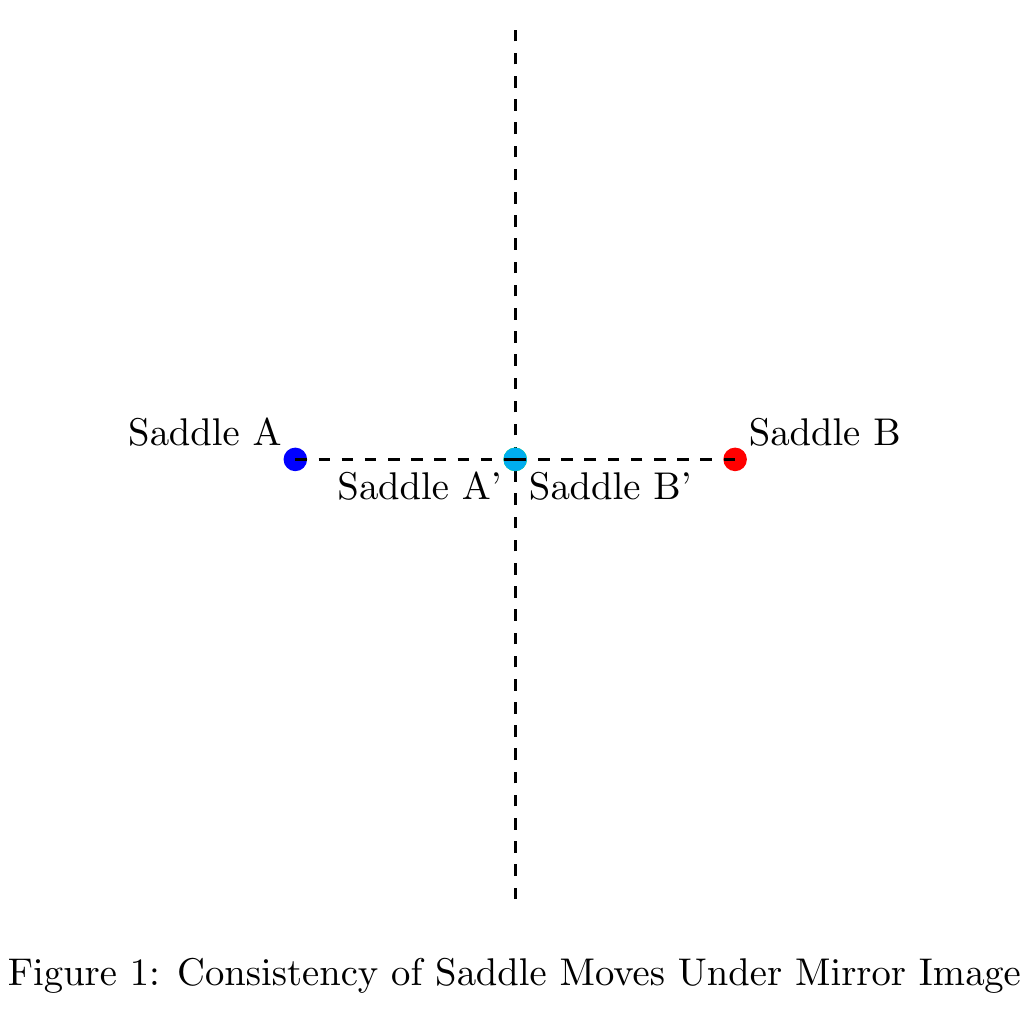 Saddle A
Saddle B
Saddle A'
Saddle B'
Figure 1: Consistency of Saddle Moves Under Mirror Image